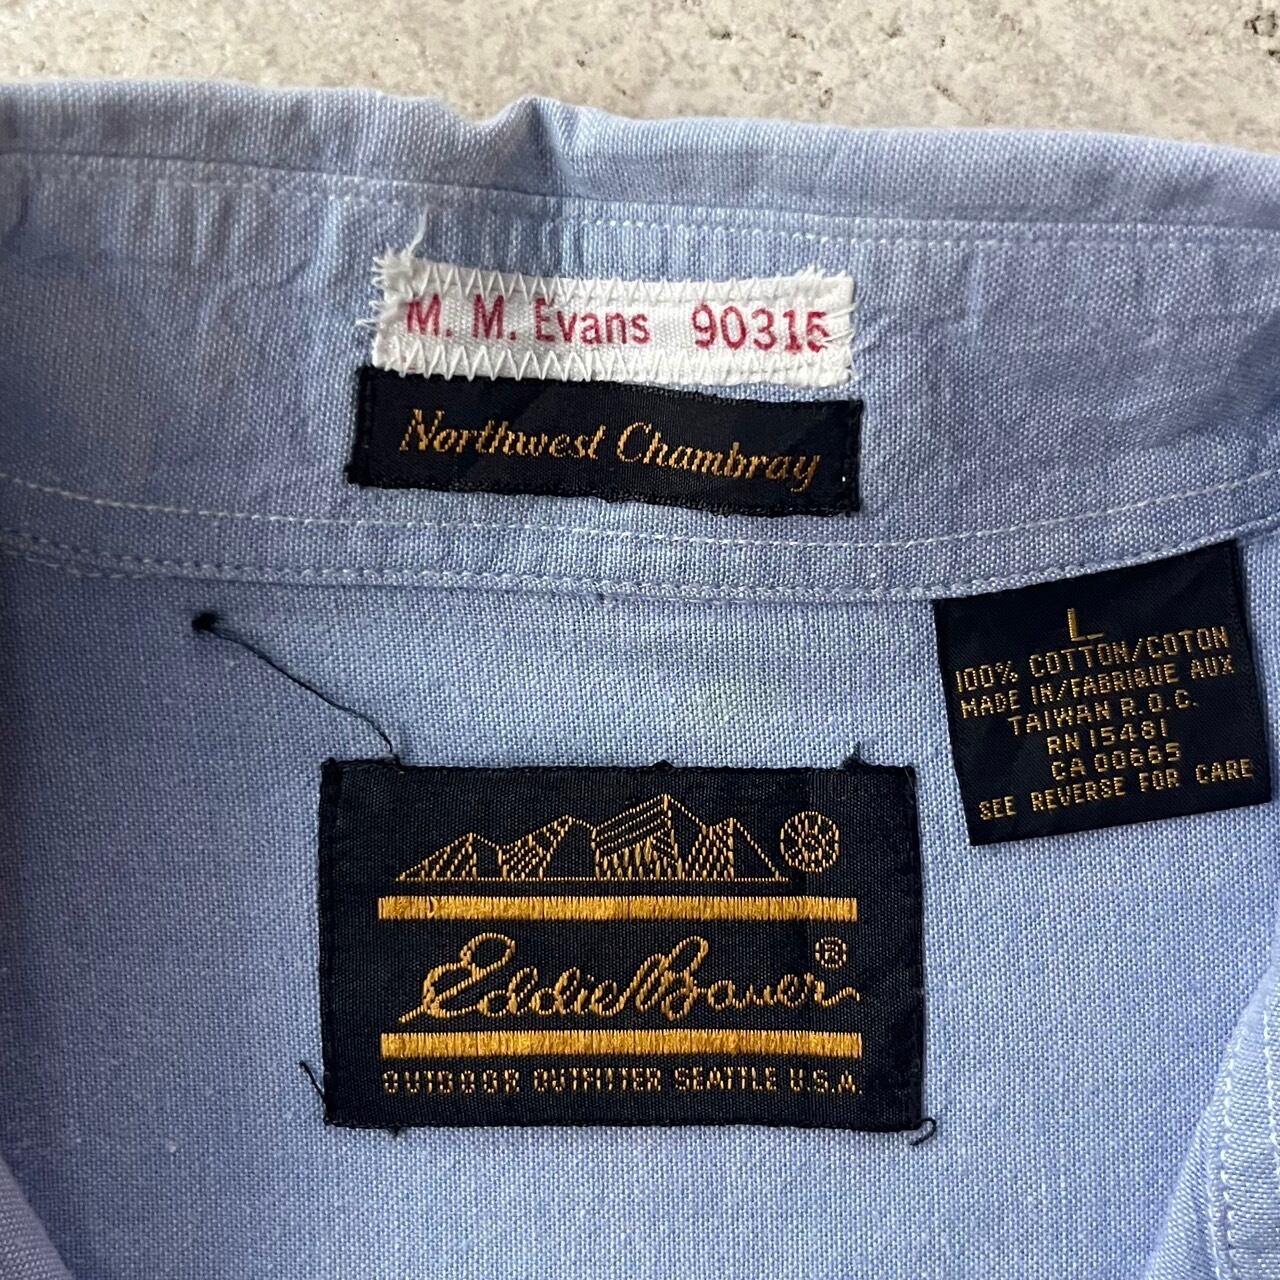 M. M. Evans 90315
Northwest Chambray
L
100% COTTON/COTON
MADE IN/FABRIQUE AUX
TAIWAN R.O.C.
RN 15481
CA 00665
SEE REVERSE FOR CARE
Eddie Bauer ®
OUTDOOR OUTFITTER SEATTLE U.S.A.